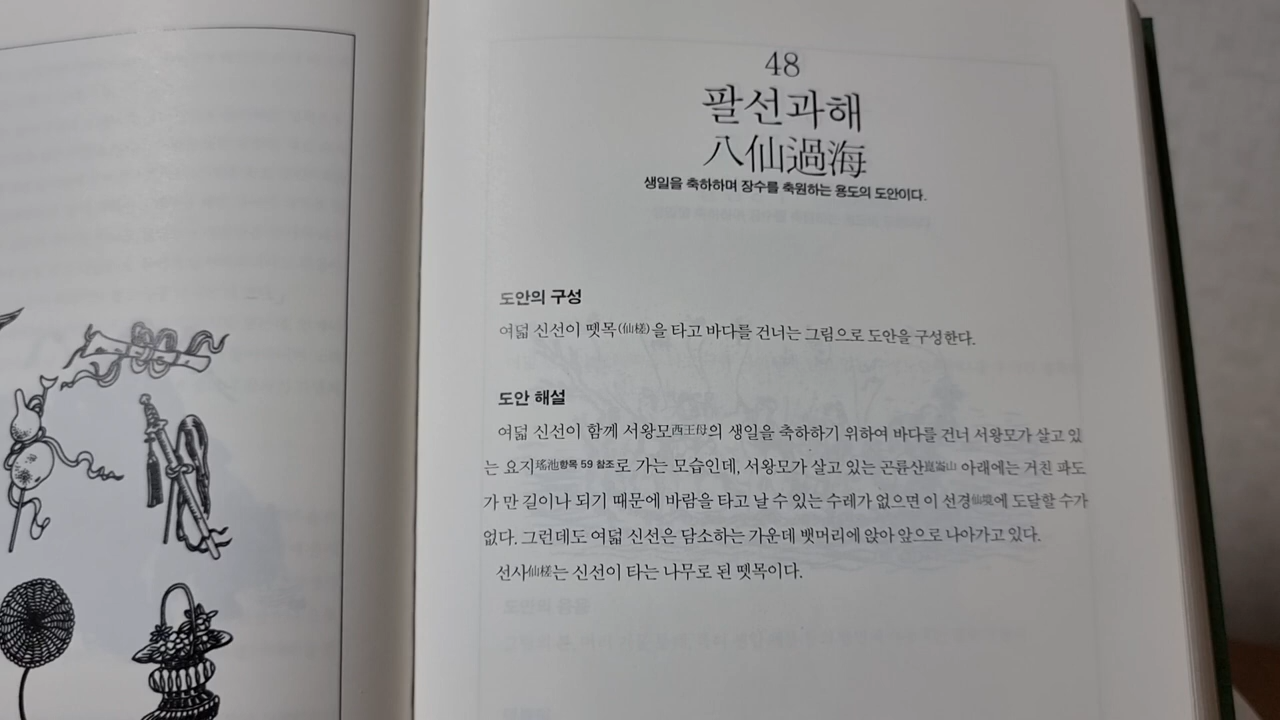 48
팔선과해
八仙過海
생일을 축하하며 장수를 축원하는 용도의 도안이다.
도안의 구성
여덟 신선이 뗏목(仙槎)을 타고 바다를 건너는 그림으로 도안을 구성한다.
도안 해설
여덟 신선이 함께 서왕모西王母의 생일을 축하하기 위하여 바다를 건너 서왕모가 살고 있
는 요지瑤池항목 59 참조로 가는 모습인데, 서왕모가 살고 있는 곤륜산崑崙山 아래에는 거친 파도
가 만 길이나 되기 때문에 바람을 타고 날 수 있는 수레가 없으면 이 선경仙境에 도달할 수가
없다. 그런데도 여덟 신선은 담소하는 가운데 뱃머리에 앉아 앞으로 나아가고 있다.
선사仙槎는 신선이 타는 나무로 된 뗏목이다.